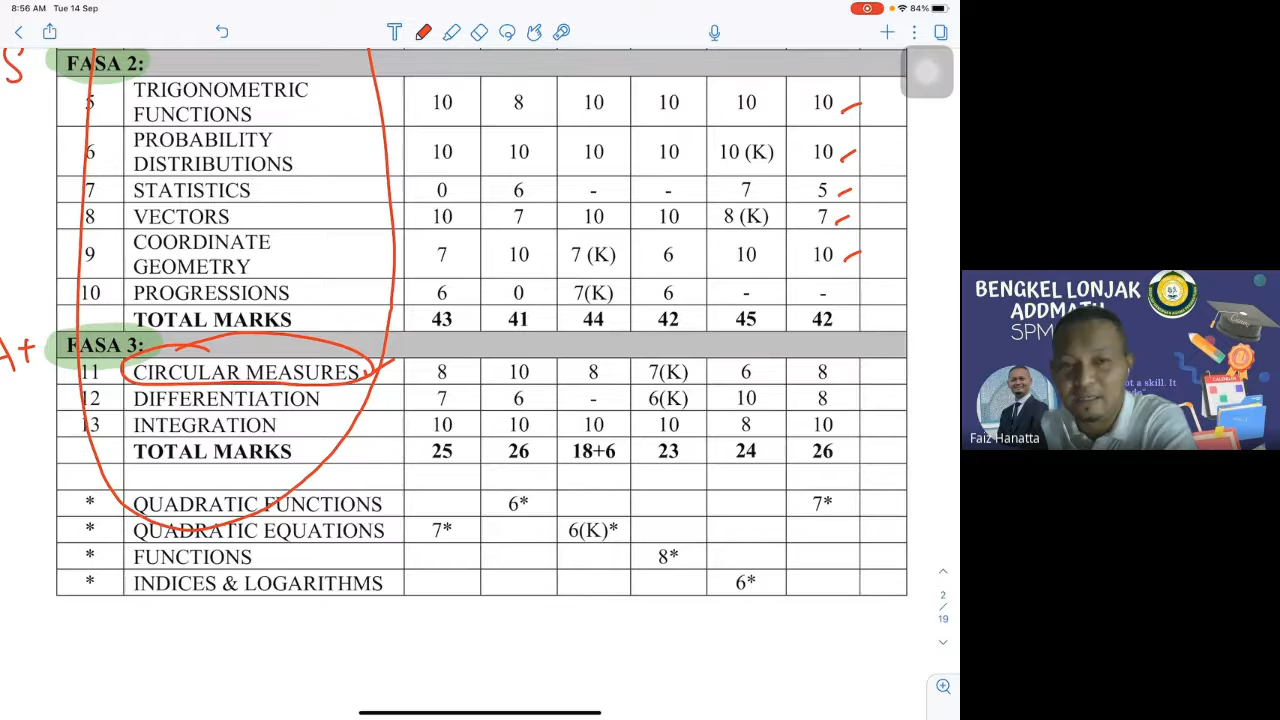 8:56 AM Tue 14 Sep
84%
S
FASA 2:
5 TRIGONOMETRIC FUNCTIONS 10 8 10 10 10 10
6 PROBABILITY DISTRIBUTIONS 10 10 10 10 10 (K) 10
7 STATISTICS 0 6 - - 7 5
8 VECTORS 10 7 10 10 8 (K) 7
9 COORDINATE GEOMETRY 7 10 7 (K) 6 10 10
10 PROGRESSIONS 6 0 7(K) 6 - -
TOTAL MARKS 43 41 44 42 45 42
A+
FASA 3:
11 CIRCULAR MEASURES 8 10 8 7(K) 6 8
12 DIFFERENTIATION 7 6 - 6(K) 10 8
13 INTEGRATION 10 10 10 10 8 10
TOTAL MARKS 25 26 18+6 23 24 26
* QUADRATIC FUNCTIONS 6* 7*
* QUADRATIC EQUATIONS 7* 6(K)*
* FUNCTIONS 8*
* INDICES & LOGARITHMS 6*
2
/
19
BENGKEL LONJAK
ADDMATH
SPM
ot a skill. It
Faiz Hanatta
CALENDAR